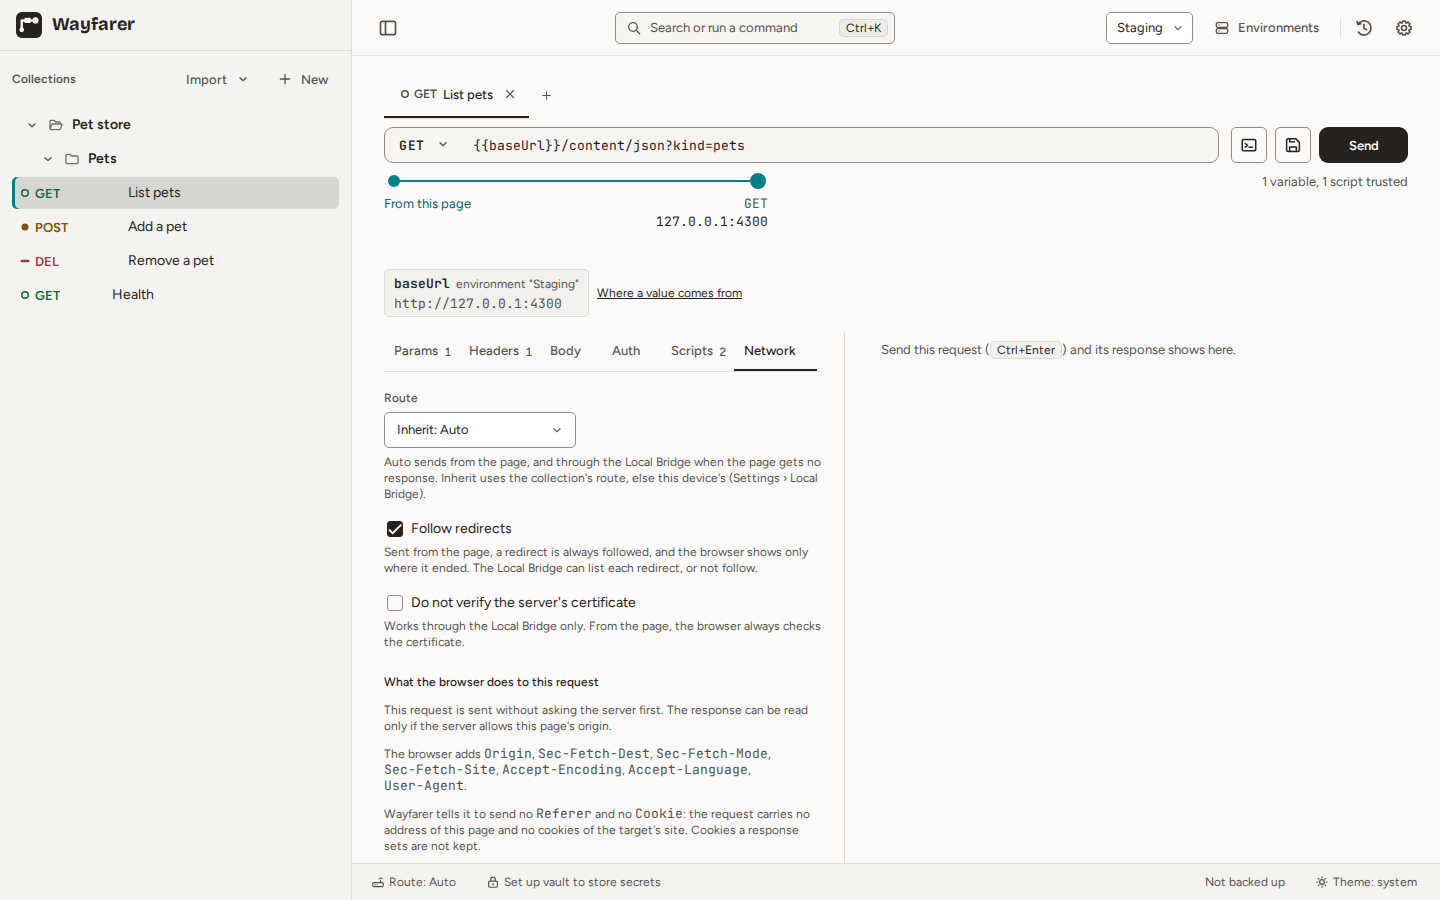 Wayfarer
Search or run a command Ctrl+K
Staging
Environments
Collections
Import
New
Pet store
Pets
GET List pets
POST Add a pet
DEL Remove a pet
GET Health
GET List pets
GET {{baseUrl}}/content/json?kind=pets
Send
1 variable, 1 script trusted
From this page
GET
127.0.0.1:4300
baseUrl environment "Staging"
http://127.0.0.1:4300
Where a value comes from
Params 1 Headers 1 Body Auth Scripts 2 Network
Route
Inherit: Auto
Auto sends from the page, and through the Local Bridge when the page gets no
response. Inherit uses the collection's route, else this device's (Settings › Local
Bridge).
Follow redirects
Sent from the page, a redirect is always followed, and the browser shows only
where it ended. The Local Bridge can list each redirect, or not follow.
Do not verify the server's certificate
Works through the Local Bridge only. From the page, the browser always checks
the certificate.
What the browser does to this request
This request is sent without asking the server first. The response can be read
only if the server allows this page's origin.
The browser adds Origin, Sec-Fetch-Dest, Sec-Fetch-Mode,
Sec-Fetch-Site, Accept-Encoding, Accept-Language,
User-Agent.
Wayfarer tells it to send no Referer and no Cookie: the request carries no
address of this page and no cookies of the target's site. Cookies a response
sets are not kept.
Send this request (Ctrl+Enter) and its response shows here.
Route: Auto
Set up vault to store secrets
Not backed up
Theme: system